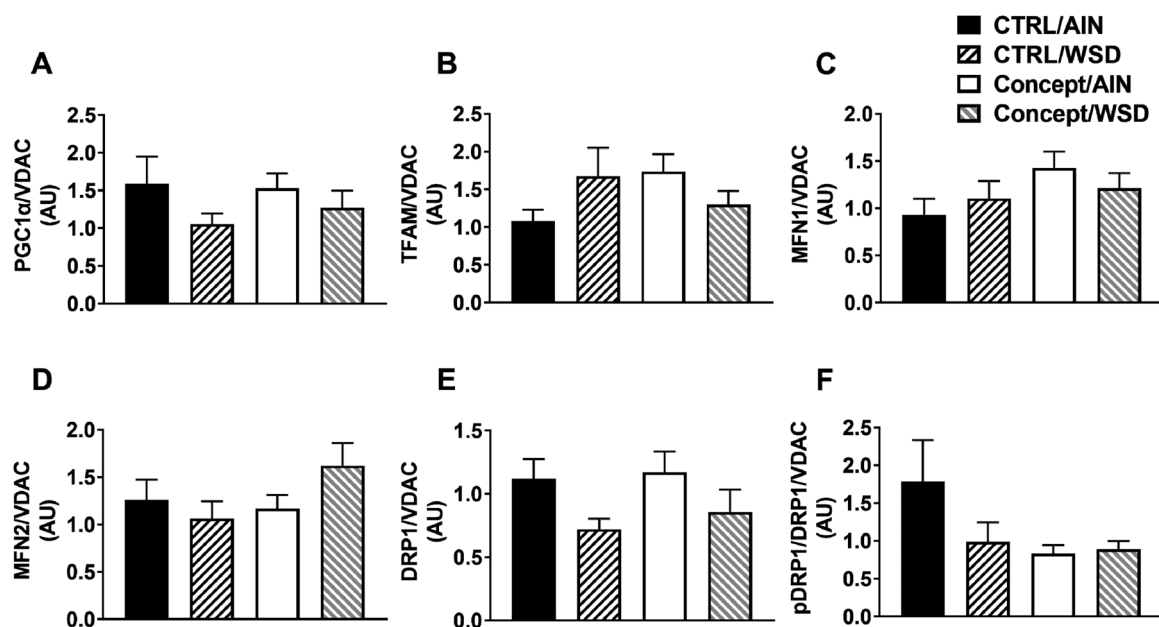 CTRL/AIN
CTRL/WSD
Concept/AIN
Concept/WSD
A
PGC1α/VDAC
(AU)
2.5
2.0
1.5
1.0
0.5
0.0
B
TFAM/VDAC
(AU)
2.5
2.0
1.5
1.0
0.5
0.0
C
MFN1/VDAC
(AU)
2.0
1.5
1.0
0.5
0.0
D
MFN2/VDAC
(AU)
2.0
1.5
1.0
0.5
0.0
E
DRP1/VDAC
(AU)
1.5
1.0
0.5
0.0
F
pDRP1/DRP1/VDAC
(AU)
2.5
2.0
1.5
1.0
0.5
0.0